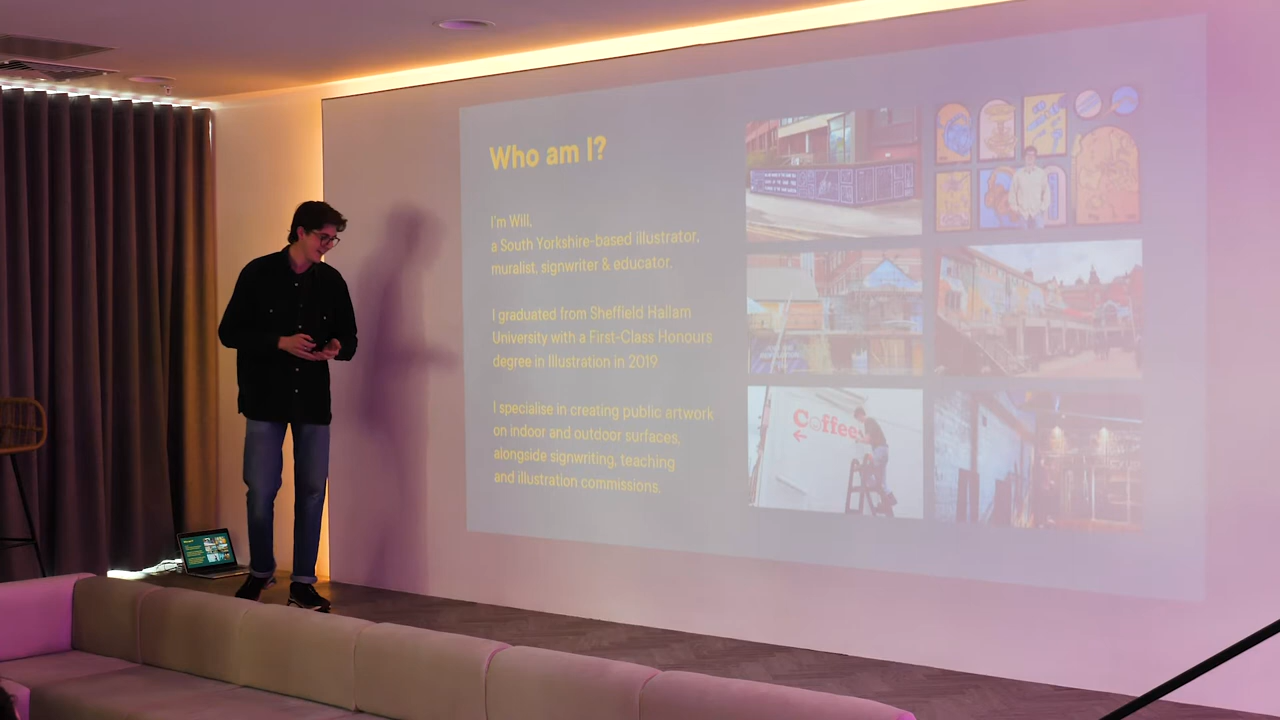 Who am I?
I'm Will,
a South Yorkshire-based illustrator,
muralist, signwriter & educator.
I graduated from Sheffield Hallam
University with a First-Class Honours
degree in Illustration in 2019.
I specialise in creating public artwork
on indoor and outdoor surfaces,
alongside signwriting, teaching
and illustration commissions.
Coffees